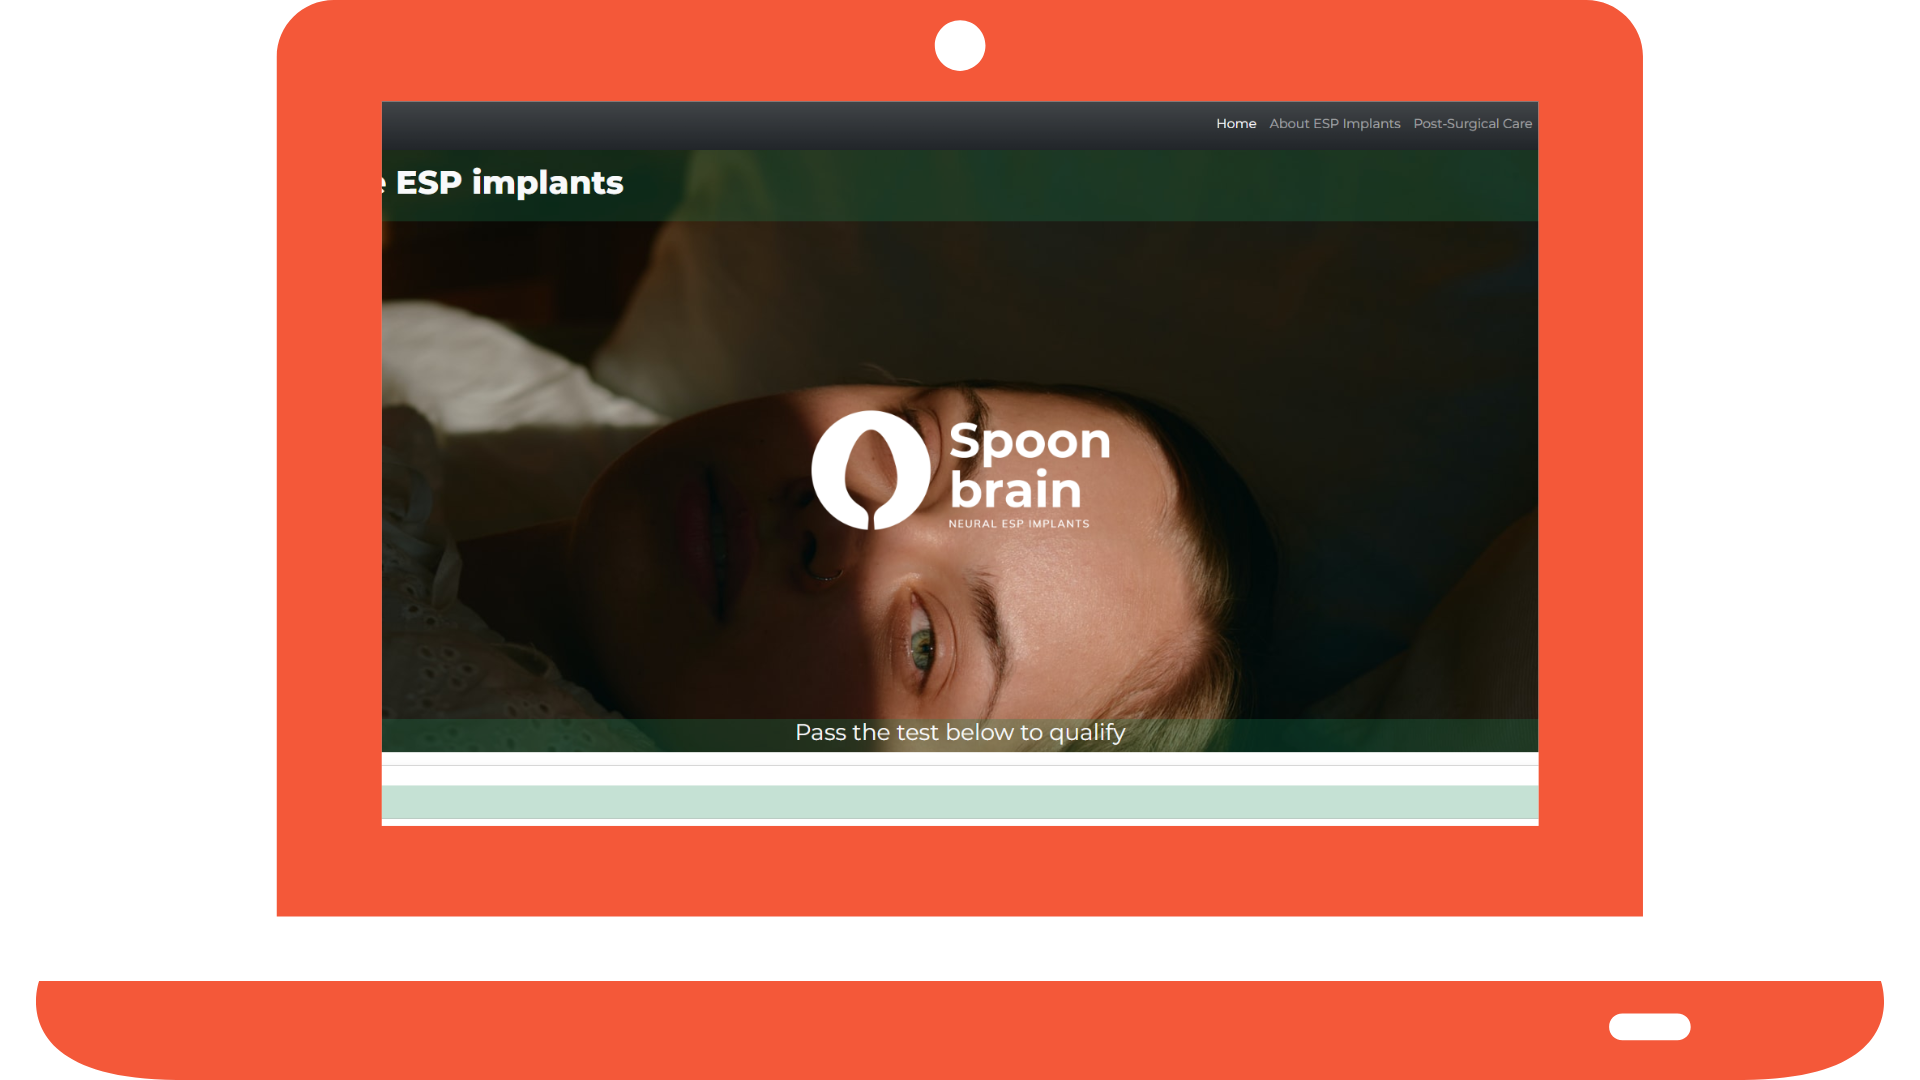 Home About ESP Implants Post-Surgical Care
ESP implants
Spoon
brain
NEURAL ESP IMPLANTS
Pass the test below to qualify